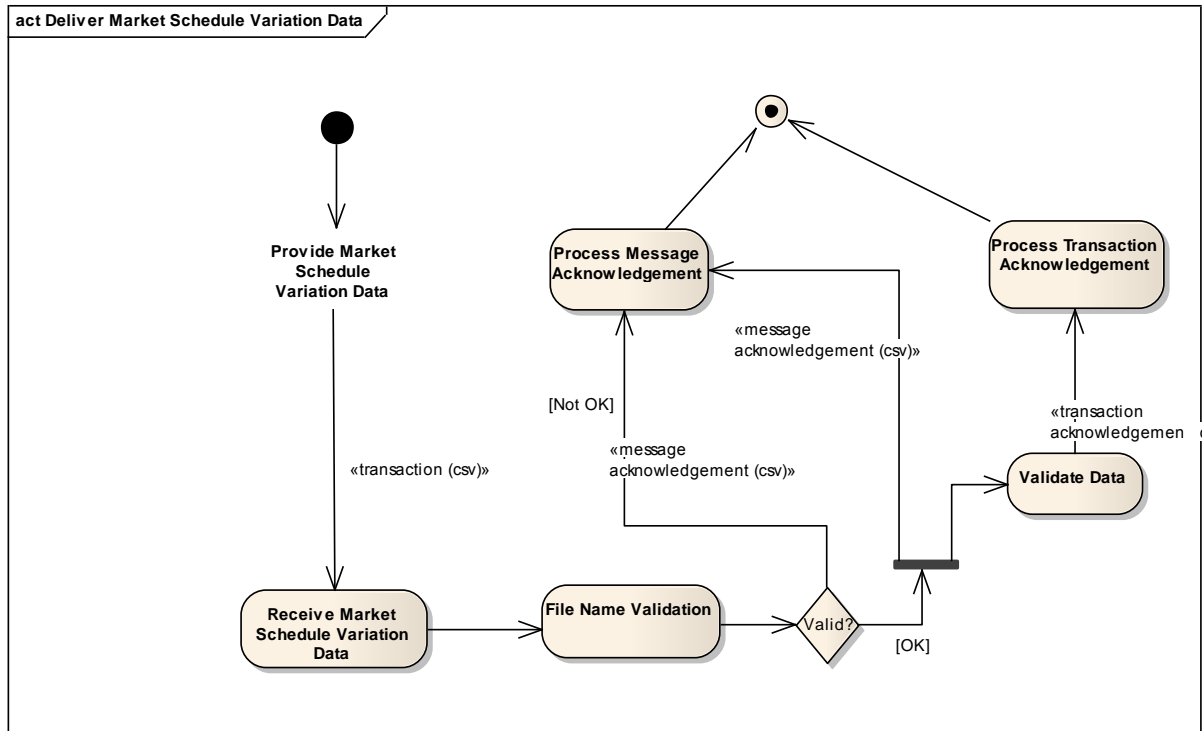 act Deliver Market Schedule Variation Data
Provide Market
Schedule
Variation Data
Process Message
Acknowledgement
Process Transaction
Acknowledgement
«message
acknowledgement (csv)»
[Not OK]
«transaction
acknowledgemen
«message
acknowledgement (csv)»
«transaction (csv)»
Validate Data
Receive Market
Schedule Variation
Data
File Name Validation
Valid?
[OK]